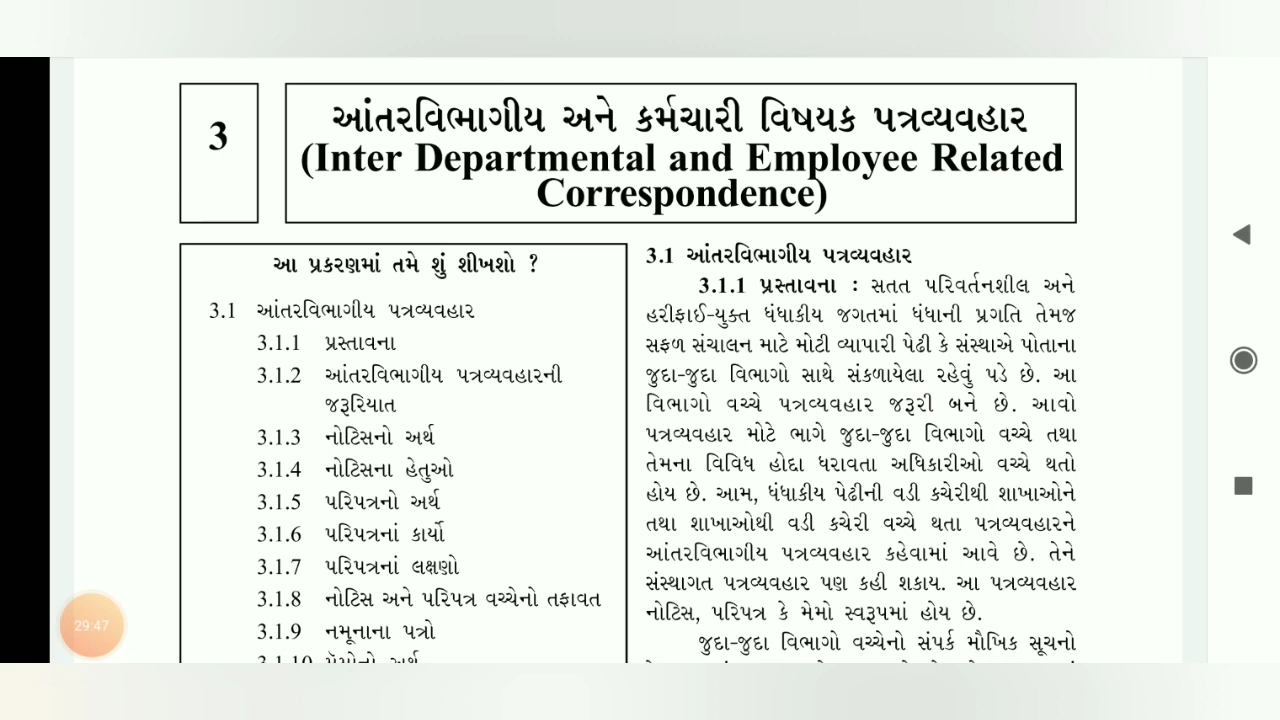 3
આંતરવિભાગીય અને કર્મચારી વિષયક પત્રવ્યવહાર
(Inter Departmental and Employee Related
Correspondence)
આ પ્રકરણમાં તમે શું શીખશો ?
3.1 આંતરવિભાગીય પત્રવ્યવહાર
3.1.1 પ્રસ્તાવના
3.1.2 આંતરવિભાગીય પત્રવ્યવહારની
જરૂરિયાત
3.1.3 નોટિસનો અર્થ
3.1.4 નોટિસના હેતુઓ
3.1.5 પરિપત્રનો અર્થ
3.1.6 પરિપત્રનાં કાર્યો
3.1.7 પરિપત્રનાં લક્ષણો
3.1.8 નોટિસ અને પરિપત્ર વચ્ચેનો તફાવત
3.1.9 નમૂનાના પત્રો
3.1.10 મૅમોનો અર્થ
3.1 આંતરવિભાગીય પત્રવ્યવહાર
3.1.1 પ્રસ્તાવના : સતત પરિવર્તનશીલ અને
હરીફાઈ-યુક્ત ધંધાકીય જગતમાં ધંધાની પ્રગતિ તેમજ
સફળ સંચાલન માટે મોટી વ્યાપારી પેઢી કે સંસ્થાએ પોતાના
જુદા-જુદા વિભાગો સાથે સંકળાયેલા રહેવું પડે છે. આ
વિભાગો વચ્ચે પત્રવ્યવહાર જરૂરી બને છે. આવો
પત્રવ્યવહાર મોટે ભાગે જુદા-જુદા વિભાગો વચ્ચે તથા
તેમના વિવિધ હોદ્દા ધરાવતા અધિકારીઓ વચ્ચે થતો
હોય છે. આમ, ધંધાકીય પેઢીની વડી કચેરીથી શાખાઓને
તથા શાખાઓથી વડી કચેરી વચ્ચે થતા પત્રવ્યવહારને
આંતરવિભાગીય પત્રવ્યવહાર કહેવામાં આવે છે. તેને
સંસ્થાગત પત્રવ્યવહાર પણ કહી શકાય. આ પત્રવ્યવહાર
નોટિસ, પરિપત્ર કે મેમો સ્વરૂપમાં હોય છે.
જુદા-જુદા વિભાગો વચ્ચેનો સંપર્ક મૌખિક સૂચનો
29:47